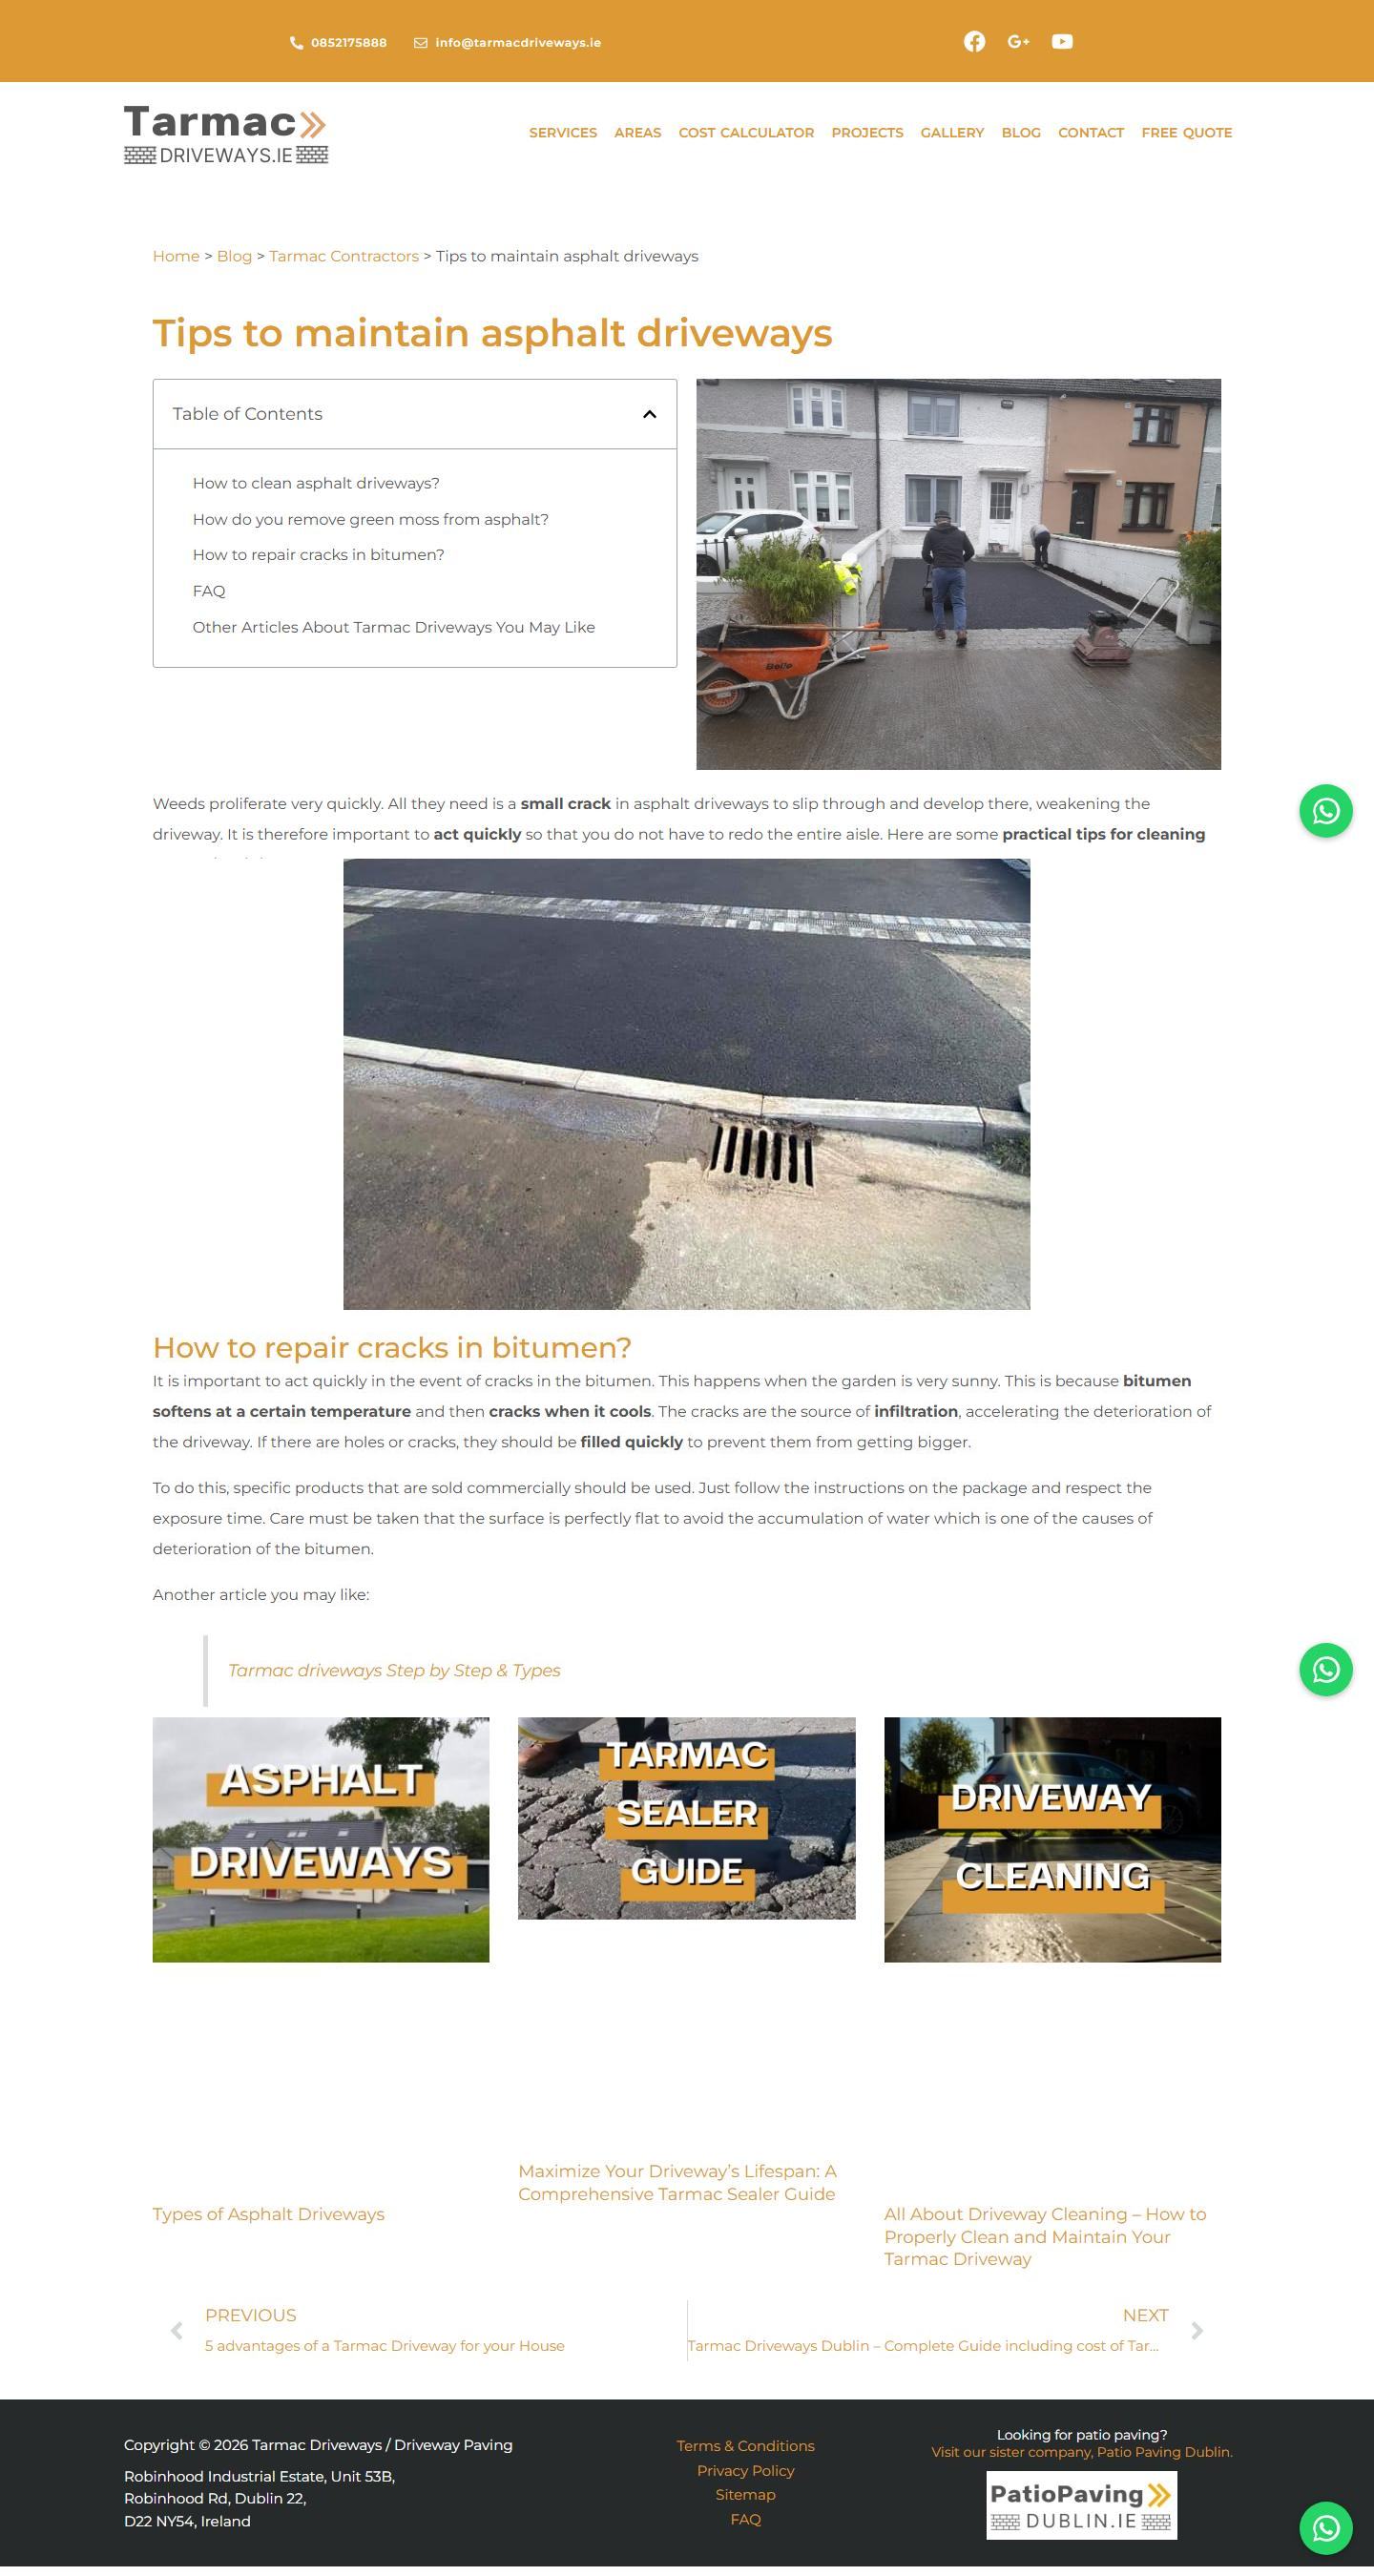 0852175888 info@tarmacdriveways.ie
Tarmac
DRIVEWAYS.IE
SERVICES AREAS COST CALCULATOR PROJECTS GALLERY BLOG CONTACT FREE QUOTE
Home > Blog > Tarmac Contractors > Tips to maintain asphalt driveways
Tips to maintain asphalt driveways
Table of Contents
How to clean asphalt driveways?
How do you remove green moss from asphalt?
How to repair cracks in bitumen?
FAQ
Other Articles About Tarmac Driveways You May Like
Weeds proliferate very quickly. All they need is a small crack in asphalt driveways to slip through and develop there, weakening the
driveway. It is therefore important to act quickly so that you do not have to redo the entire aisle. Here are some practical tips for cleaning
How to repair cracks in bitumen?
It is important to act quickly in the event of cracks in the bitumen. This happens when the garden is very sunny. This is because bitumen
softens at a certain temperature and then cracks when it cools. The cracks are the source of infiltration, accelerating the deterioration of
the driveway. If there are holes or cracks, they should be filled quickly to prevent them from getting bigger.
To do this, specific products that are sold commercially should be used. Just follow the instructions on the package and respect the
exposure time. Care must be taken that the surface is perfectly flat to avoid the accumulation of water which is one of the causes of
deterioration of the bitumen.
Another article you may like:
Tarmac driveways Step by Step & Types
ASPHALT
DRIVEWAYS
TARMAC
SEALER
GUIDE
DRIVEWAY
CLEANING
Types of Asphalt Driveways
Maximize Your Driveway’s Lifespan: A
Comprehensive Tarmac Sealer Guide
All About Driveway Cleaning – How to
Properly Clean and Maintain Your
Tarmac Driveway
PREVIOUS
5 advantages of a Tarmac Driveway for your House
NEXT
Tarmac Driveways Dublin – Complete Guide including cost of Tar...
Copyright © 2026 Tarmac Driveways / Driveway Paving
Robinhood Industrial Estate, Unit 53B,
Robinhood Rd, Dublin 22,
D22 NY54, Ireland
Terms & Conditions
Privacy Policy
Sitemap
FAQ
Looking for patio paving?
Visit our sister company, Patio Paving Dublin.
PatioPaving
DUBLIN.IE